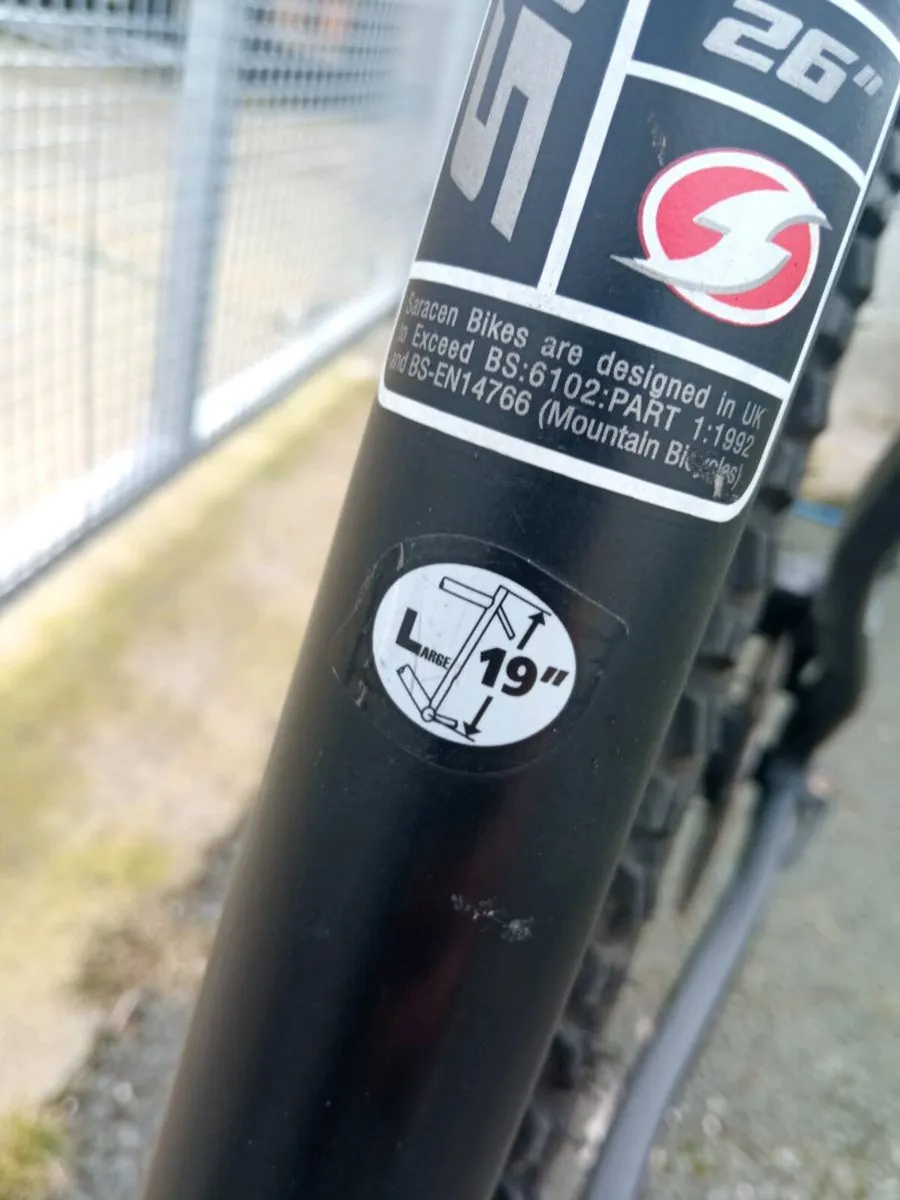 26"
Saracen Bikes are designed in UK
to Exceed BS:6102:PART 1:1992
and BS-EN14766 (Mountain Bicycles)
LARGE
19"